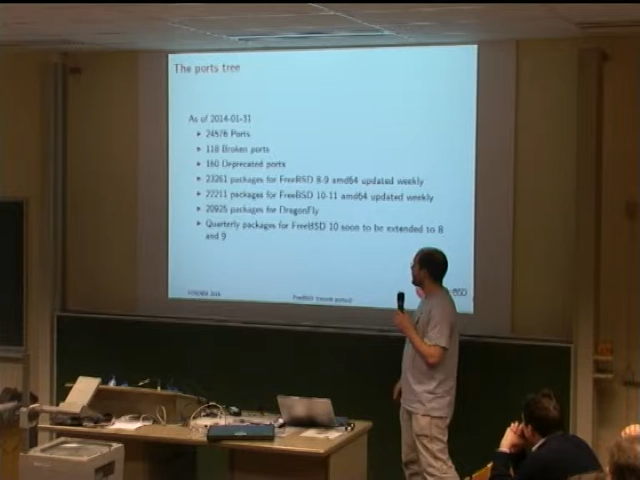 The ports tree
As of 2014-01-31
24576 Ports
118 Broken ports
160 Deprecated ports
23261 packages for FreeBSD 8-9 amd64 updated weekly
22211 packages for FreeBSD 10-11 amd64 updated weekly
20925 packages for DragonFly
Quarterly packages for FreeBSD 10 soon to be extended to 8
and 9
BSD